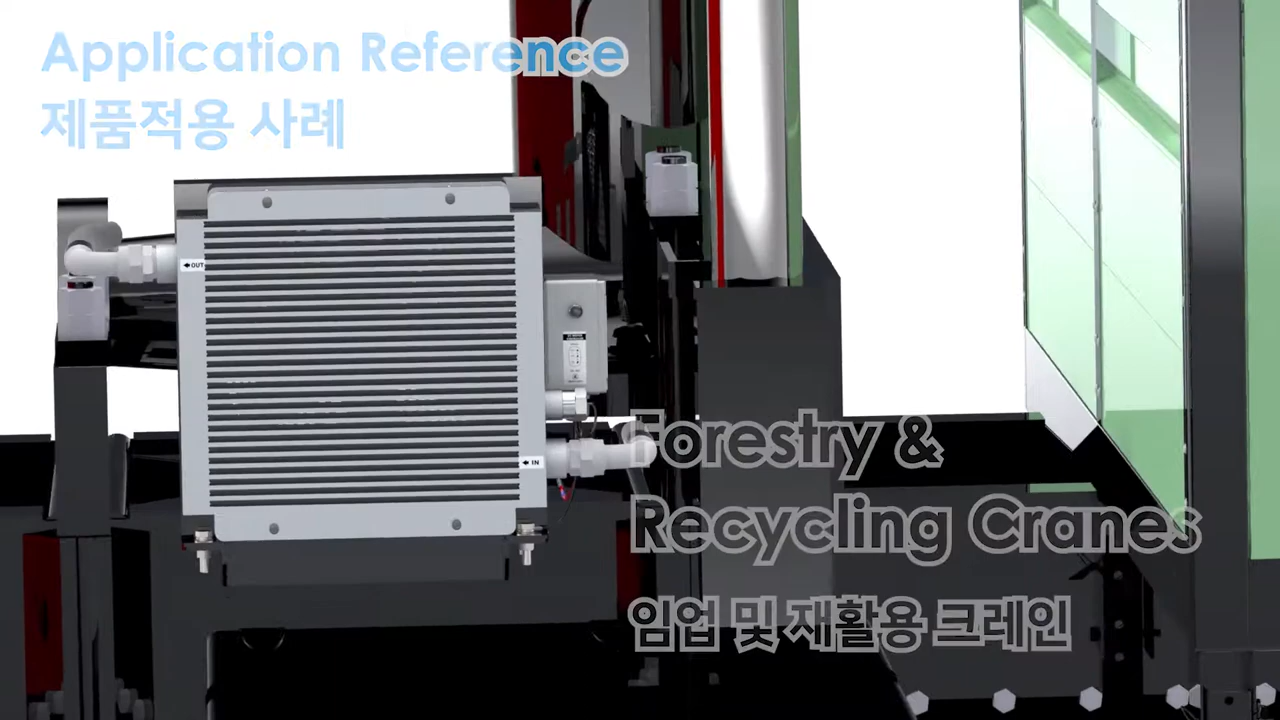 Application Reference
제품적용 사례
OUT
IN
Forestry &
Recycling Cranes
임업 및 재활용 크레인